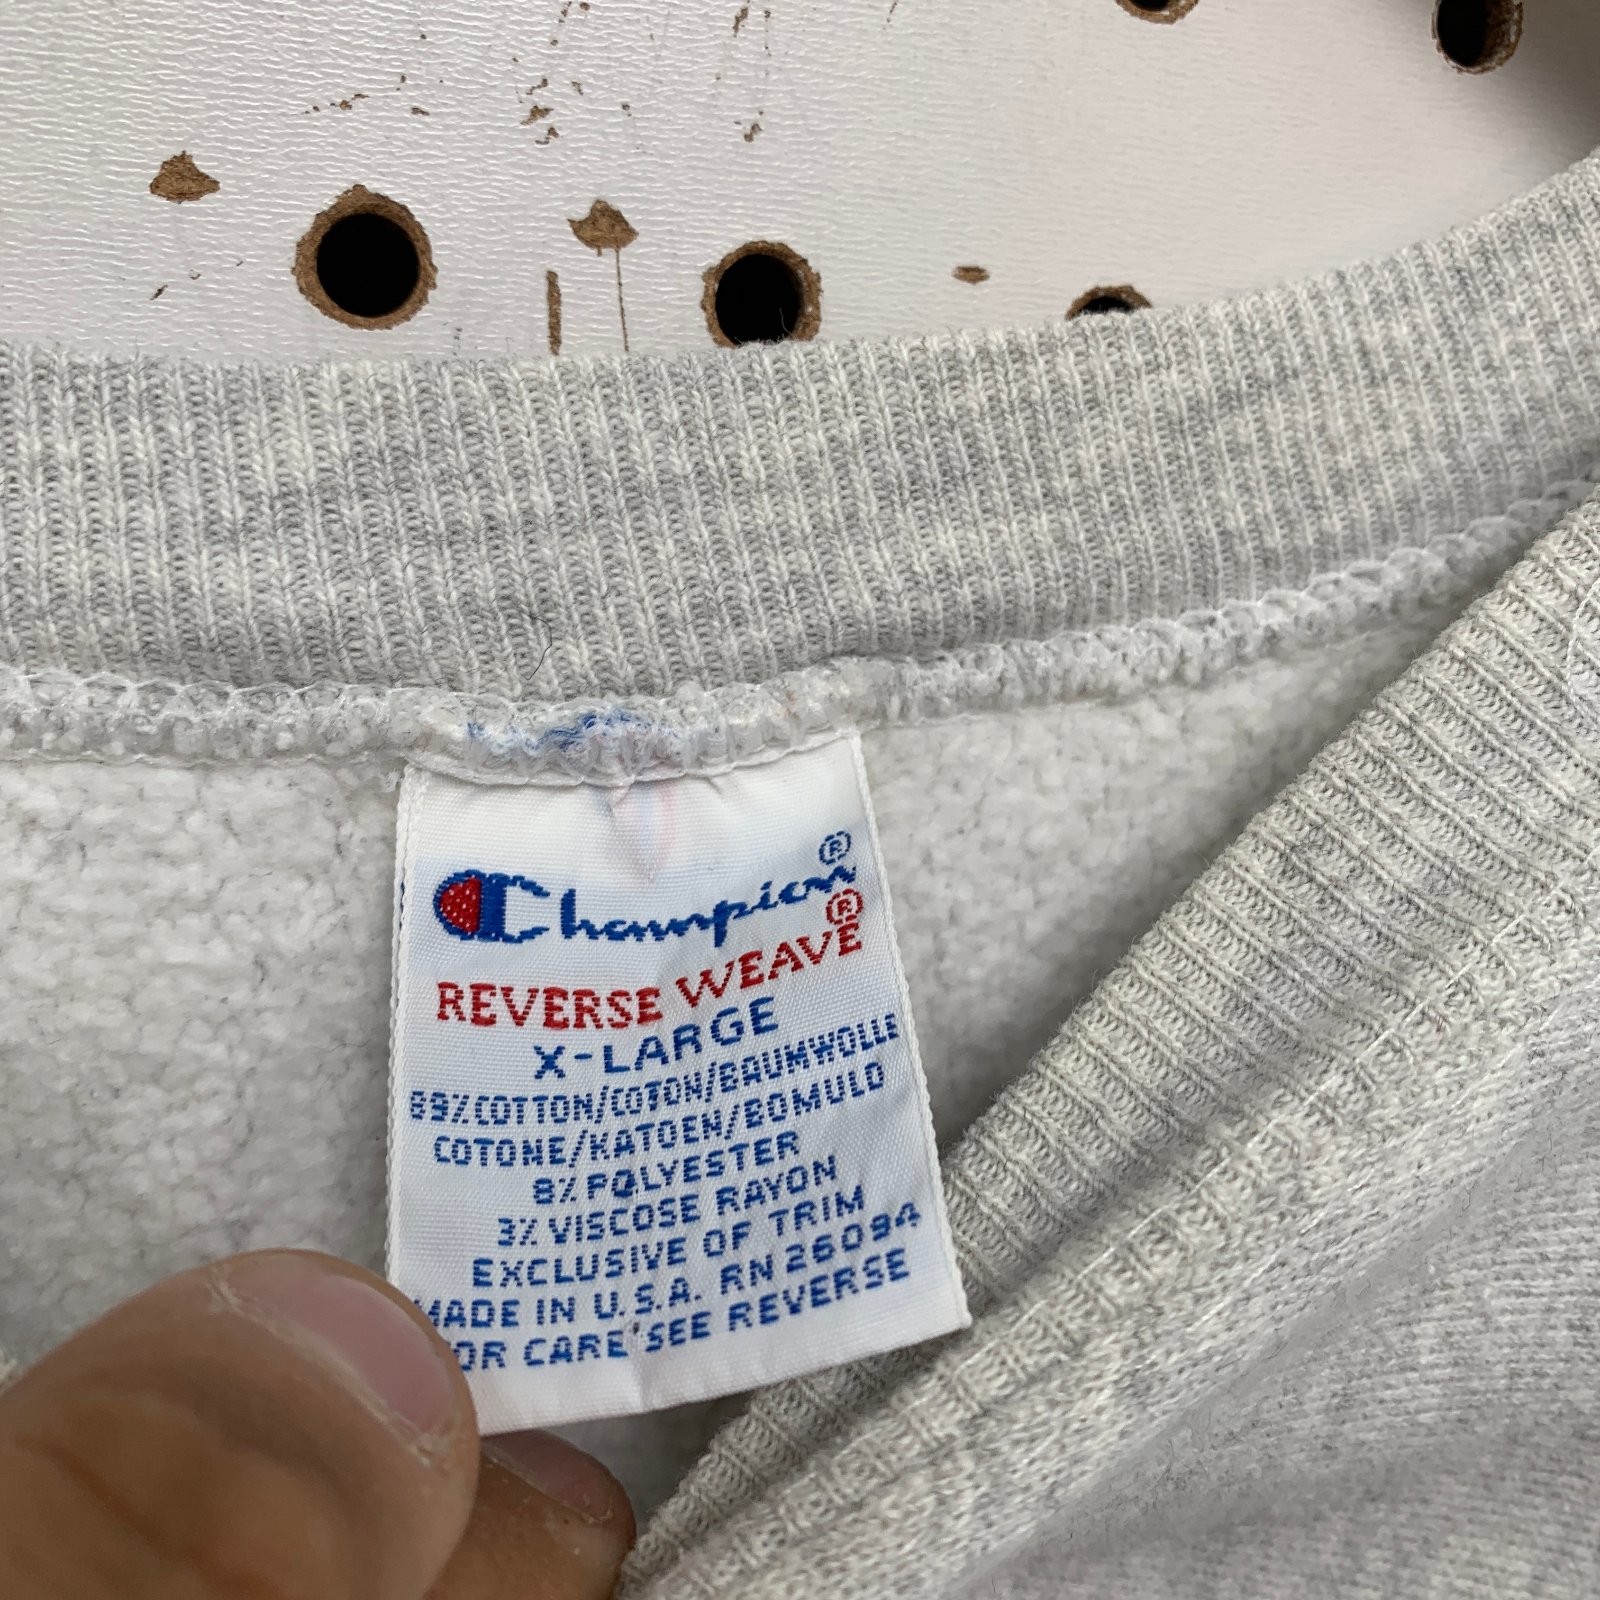 Champion®
REVERSE WEAVE®
X-LARGE
89% COTTON/COTON/BAUMWOLLE
COTONE/KATOEN/BOMULD
8% POLYESTER
3% VISCOSE RAYON
EXCLUSIVE OF TRIM
MADE IN U.S.A. RN 26094
OR CARE SEE REVERSE